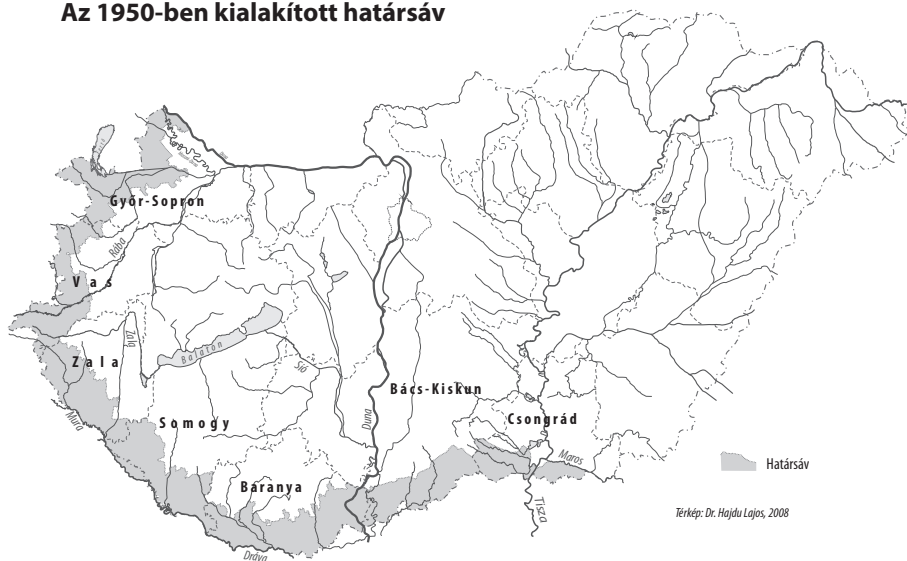 Az 1950-ben kialakított határsáv
Győr-Sopron
Rába
Vas
Zala
Zala
Balaton
Sió
Mura
Somogy
Duna
Bács-Kiskun
Csongrád
Maros
Baranya
Tisza
Dráva
Határsáv
Térkép: Dr. Hajdu Lajos, 2008